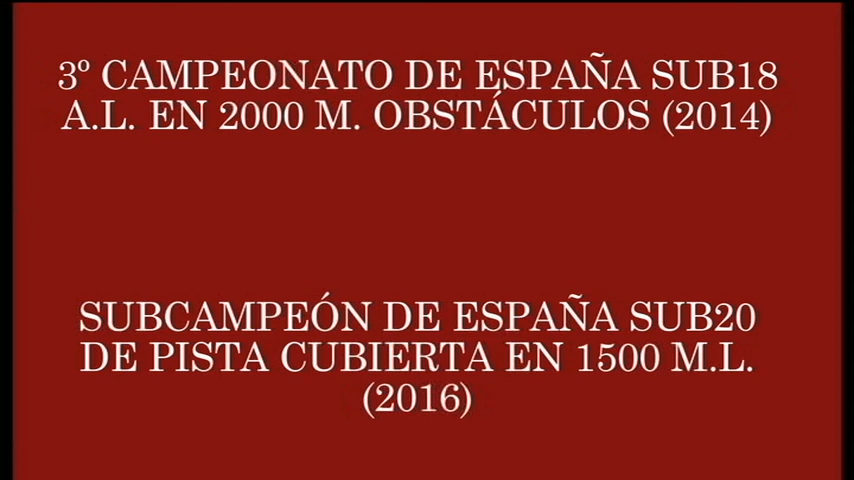 3º CAMPEONATO DE ESPAÑA SUB18
A.L. EN 2000 M. OBSTÁCULOS (2014)
SUBCAMPEÓN DE ESPAÑA SUB20
DE PISTA CUBIERTA EN 1500 M.L.
(2016)